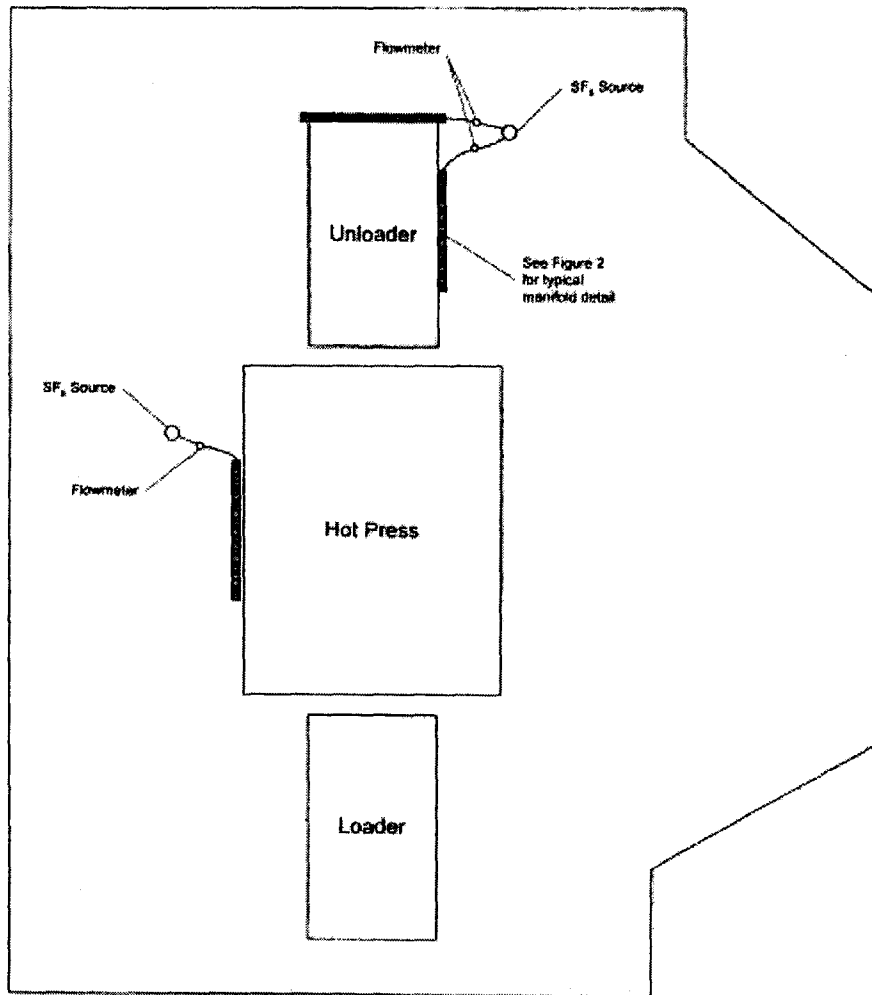 Flowmeter
SF₆ Source
Unloader
See Figure 2
for typical
manifold detail
SF₆ Source
Flowmeter
Hot Press
Loader